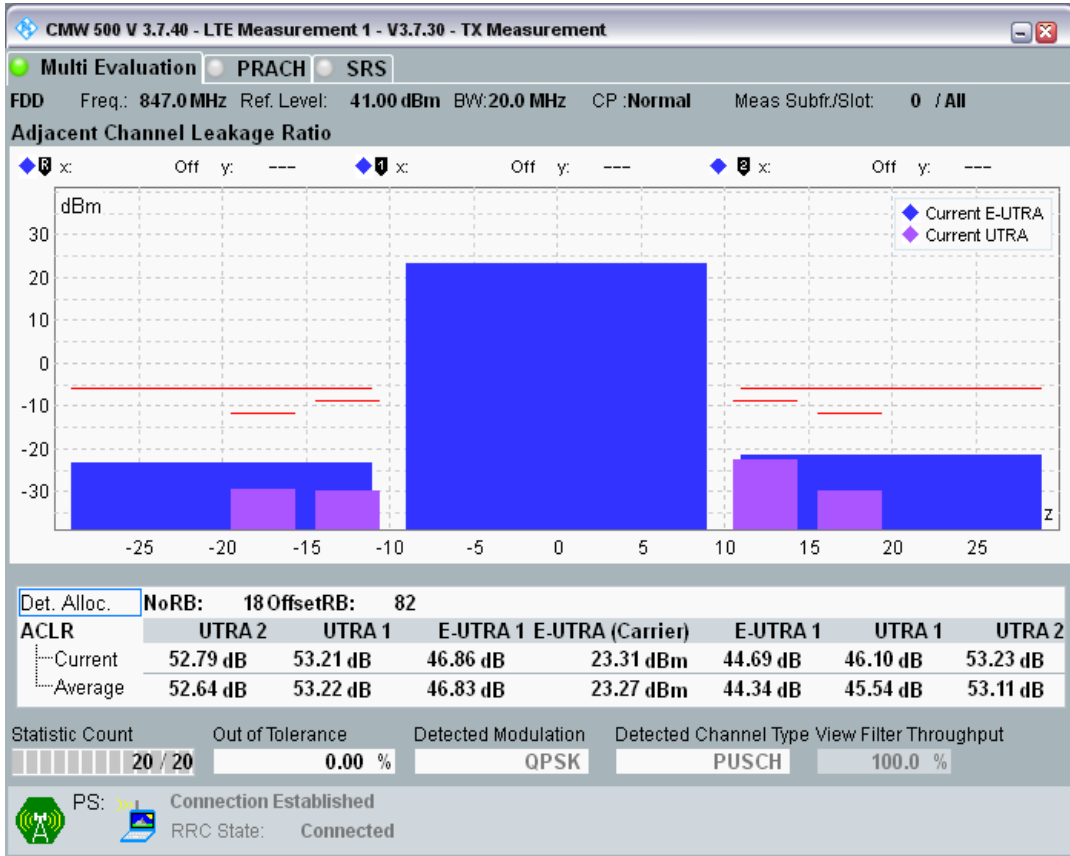 CMW 500 V 3.7.40 - LTE Measurement 1 - V3.7.30 - TX Measurement
Multi Evaluation PRACH SRS
FDD Freq.: 847.0 MHz Ref. Level: 41.00 dBm BW: 20.0 MHz CP :Normal Meas Subfr./Slot: 0 / All
Adjacent Channel Leakage Ratio
R x: Off y: --- 1 x: Off y: --- 2 x: Off y: ---
dBm
Current E-UTRA
Current UTRA
30
20
10
0
-10
-20
-30
z
-25 -20 -15 -10 -5 0 5 10 15 20 25
Det. Alloc. NoRB: 18 OffsetRB: 82
ACLR UTRA 2 UTRA 1 E-UTRA 1 E-UTRA (Carrier) E-UTRA 1 UTRA 1 UTRA 2
Current 52.79 dB 53.21 dB 46.86 dB 23.31 dBm 44.69 dB 46.10 dB 53.23 dB
Average 52.64 dB 53.22 dB 46.83 dB 23.27 dBm 44.34 dB 45.54 dB 53.11 dB
Statistic Count Out of Tolerance Detected Modulation Detected Channel Type View Filter Throughput
20 / 20 0.00 % QPSK PUSCH 100.0 %
PS: Connection Established
RRC State: Connected